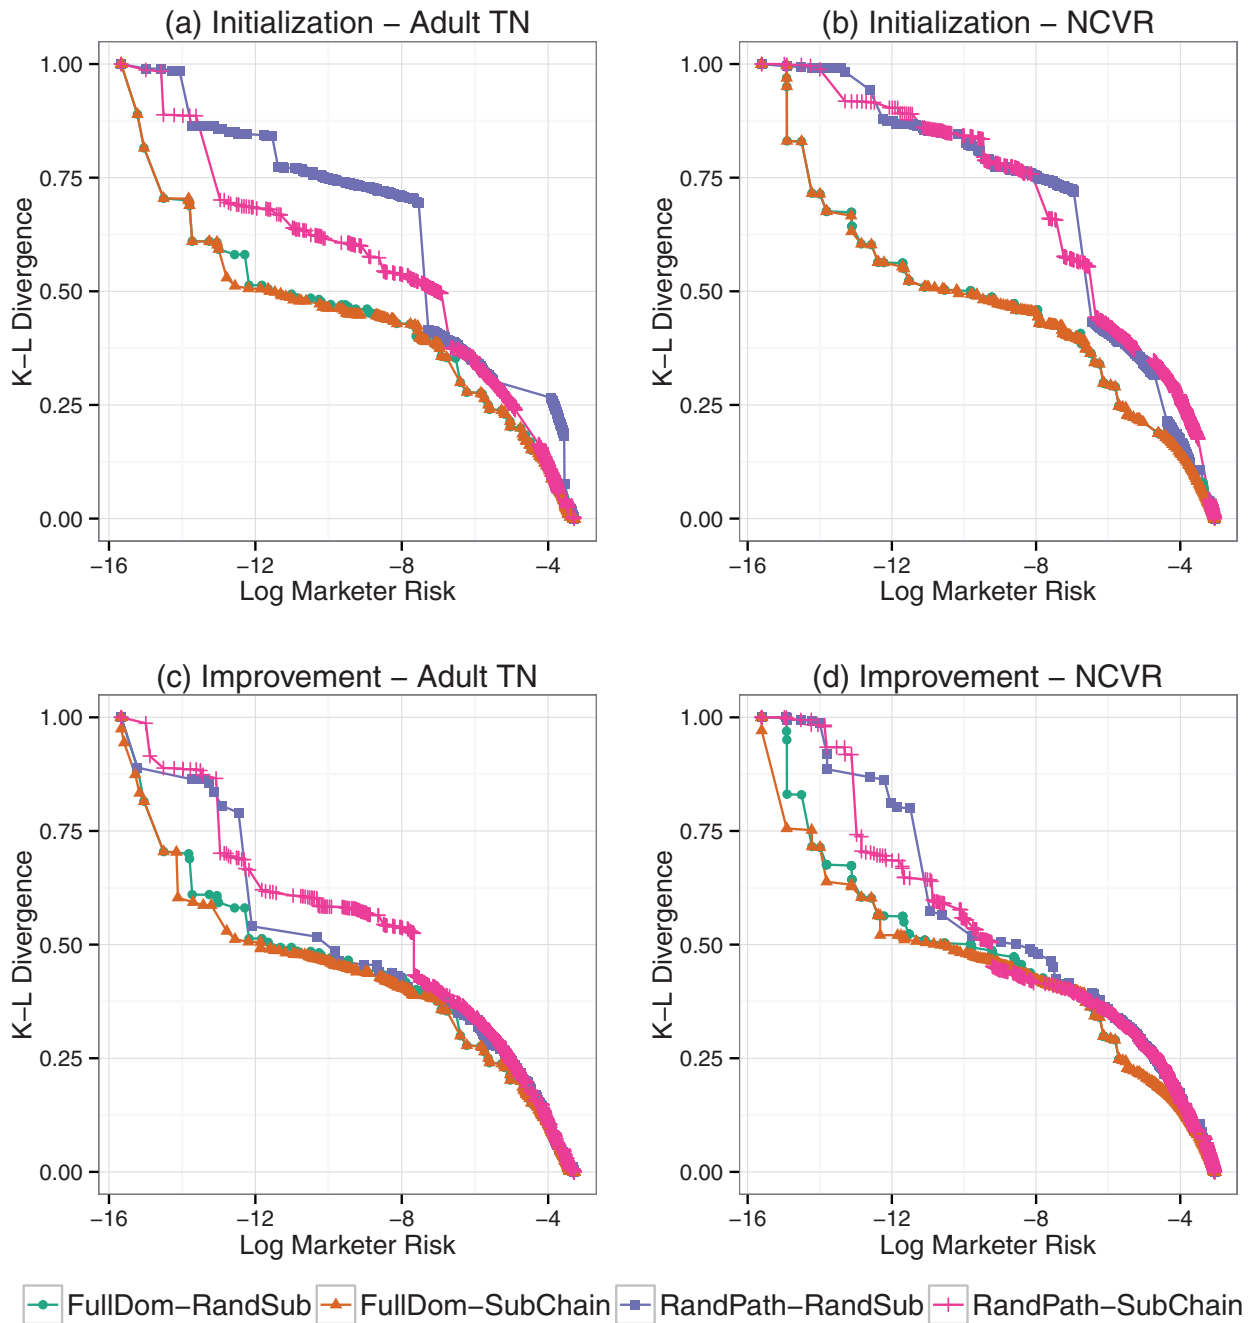 (a) Initialization – Adult TN
(b) Initialization – NCVR
K–L Divergence
1.00
0.75
0.50
0.25
0.00
−16
−12
−8
−4
Log Marketer Risk
K–L Divergence
1.00
0.75
0.50
0.25
0.00
−16
−12
−8
−4
Log Marketer Risk
(c) Improvement – Adult TN
(d) Improvement – NCVR
K–L Divergence
1.00
0.75
0.50
0.25
0.00
−16
−12
−8
−4
Log Marketer Risk
K–L Divergence
1.00
0.75
0.50
0.25
0.00
−16
−12
−8
−4
Log Marketer Risk
FullDom–RandSub FullDom–SubChain RandPath–RandSub RandPath–SubChain